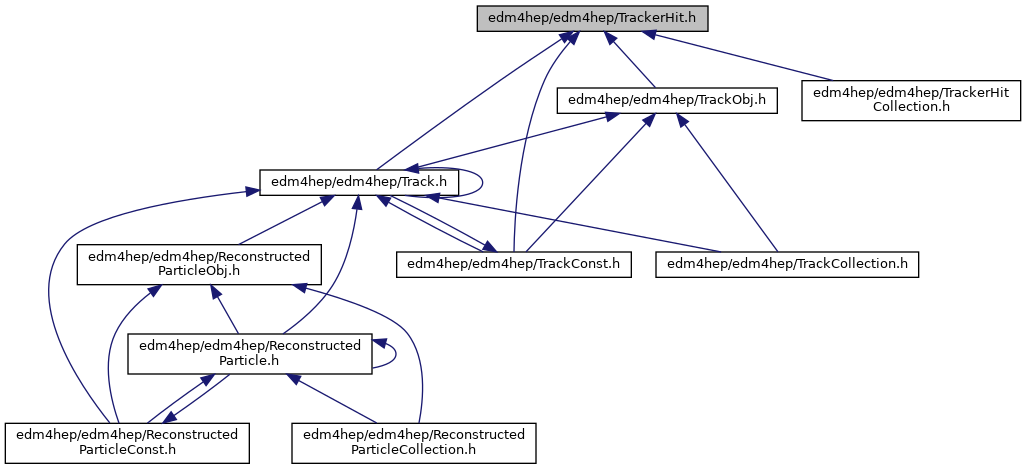 edm4hep/edm4hep/TrackerHit.h
edm4hep/edm4hep/TrackObj.h
edm4hep/edm4hep/TrackerHit
Collection.h
edm4hep/edm4hep/Track.h
edm4hep/edm4hep/Reconstructed
ParticleObj.h
edm4hep/edm4hep/TrackConst.h
edm4hep/edm4hep/TrackCollection.h
edm4hep/edm4hep/Reconstructed
Particle.h
edm4hep/edm4hep/Reconstructed
ParticleConst.h
edm4hep/edm4hep/Reconstructed
ParticleCollection.h